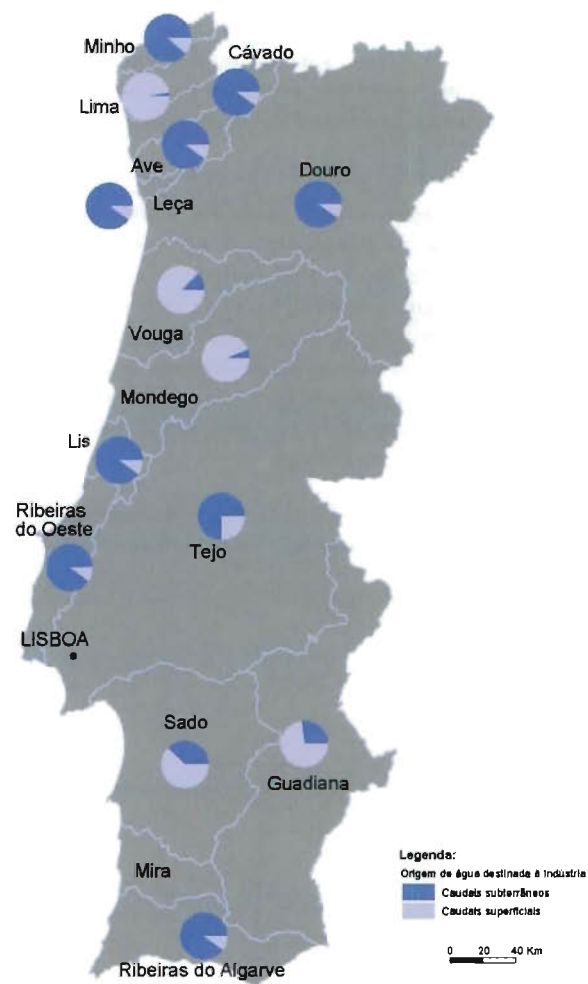 Minho
Cávado
Lima
Ave
Douro
Leça
Vouga
Mondego
Lis
Ribeiras
do Oeste
Tejo
LISBOA
Sado
Guadiana
Mira
Ribeiras do Algarve
Legenda:
Origem de água destinada à indústria
Caudais subterrâneos
Caudais superficiais
0 20 40 Km